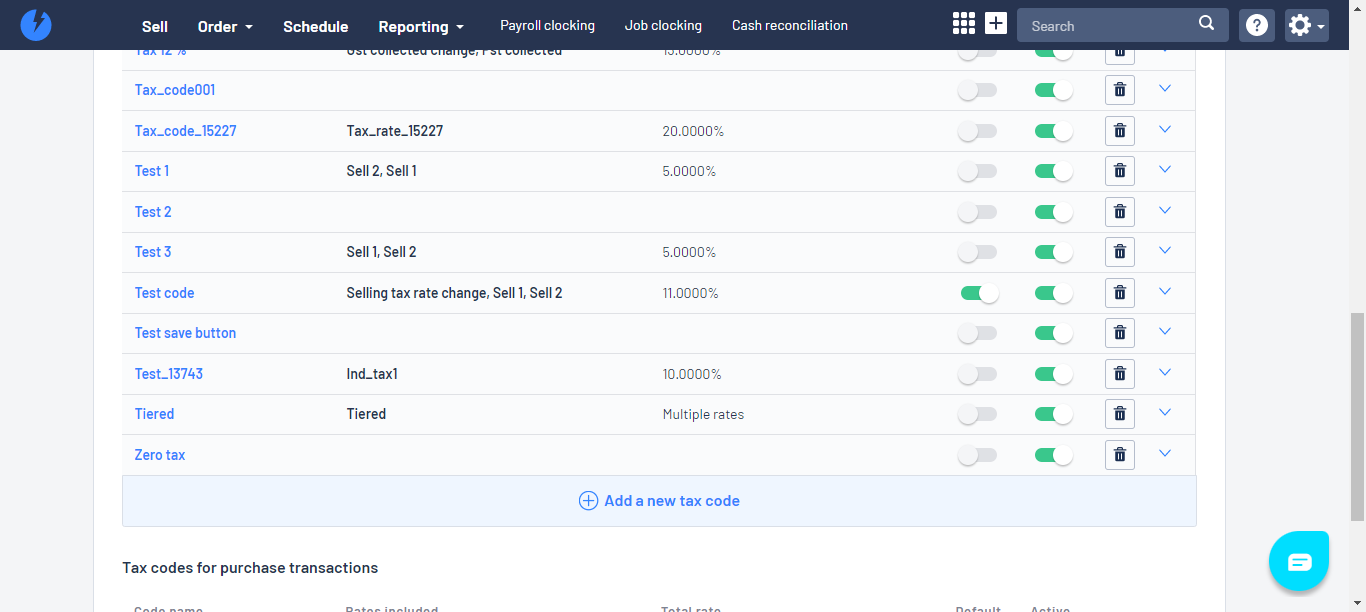 Sell Order Schedule Reporting Payroll clocking Job clocking Cash reconciliation Search
Tax 12 % Gst collected change, Pst collected 13.0000%
Tax_code001
Tax_code_15227 Tax_rate_15227 20.0000%
Test 1 Sell 2, Sell 1 5.0000%
Test 2
Test 3 Sell 1, Sell 2 5.0000%
Test code Selling tax rate change, Sell 1, Sell 2 11.0000%
Test save button
Test_13743 Ind_tax1 10.0000%
Tiered Tiered Multiple rates
Zero tax
Add a new tax code
Tax codes for purchase transactions
Code name Rates included Total rate Default Active